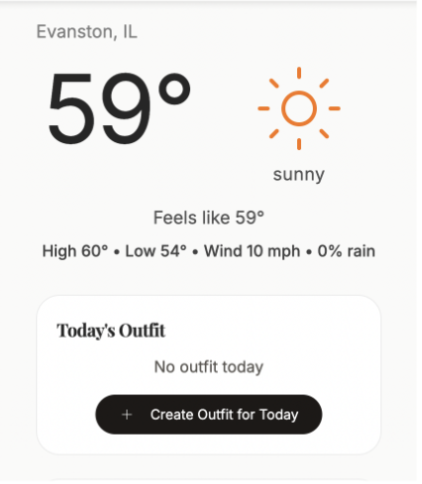 Evanston, IL
59°
sunny
Feels like 59°
High 60° • Low 54° • Wind 10 mph • 0% rain
Today's Outfit
No outfit today
+ Create Outfit for Today